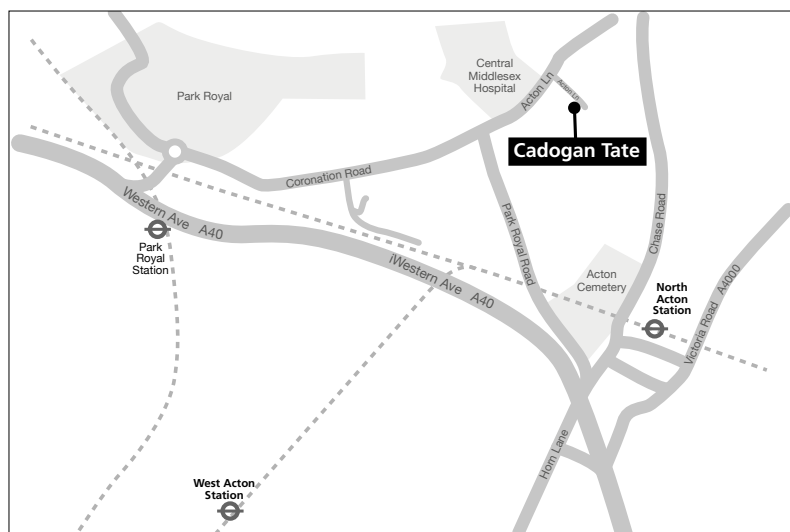 Park Royal
Central
Middlesex
Hospital
Acton Ln
Acton Ln
Cadogan Tate
Coronation Road
Western Ave A40
Park
Royal
Station
Park Royal Road
Chase Road
iWestern Ave A40
Acton
Cemetery
North
Acton
Station
Victoria Road A4000
Horn Lane
West Acton
Station